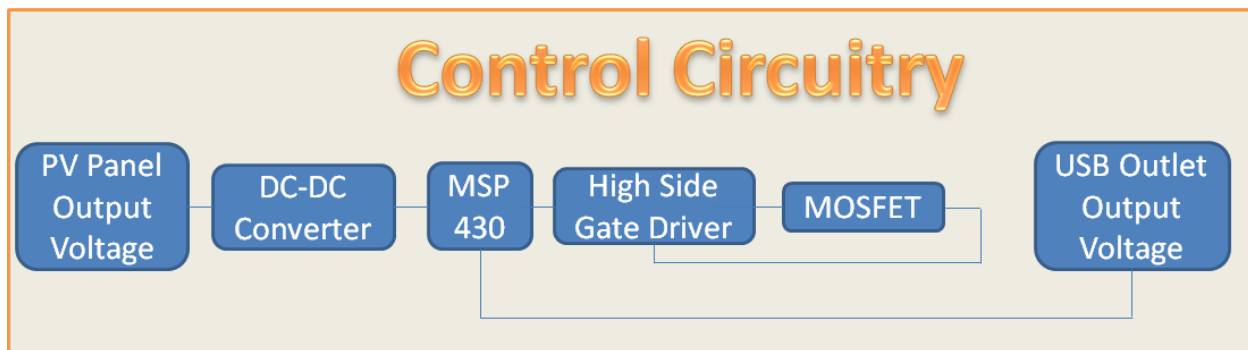 Control Circuitry
PV Panel
Output
Voltage
DC-DC
Converter
MSP
430
High Side
Gate Driver
MOSFET
USB Outlet
Output
Voltage